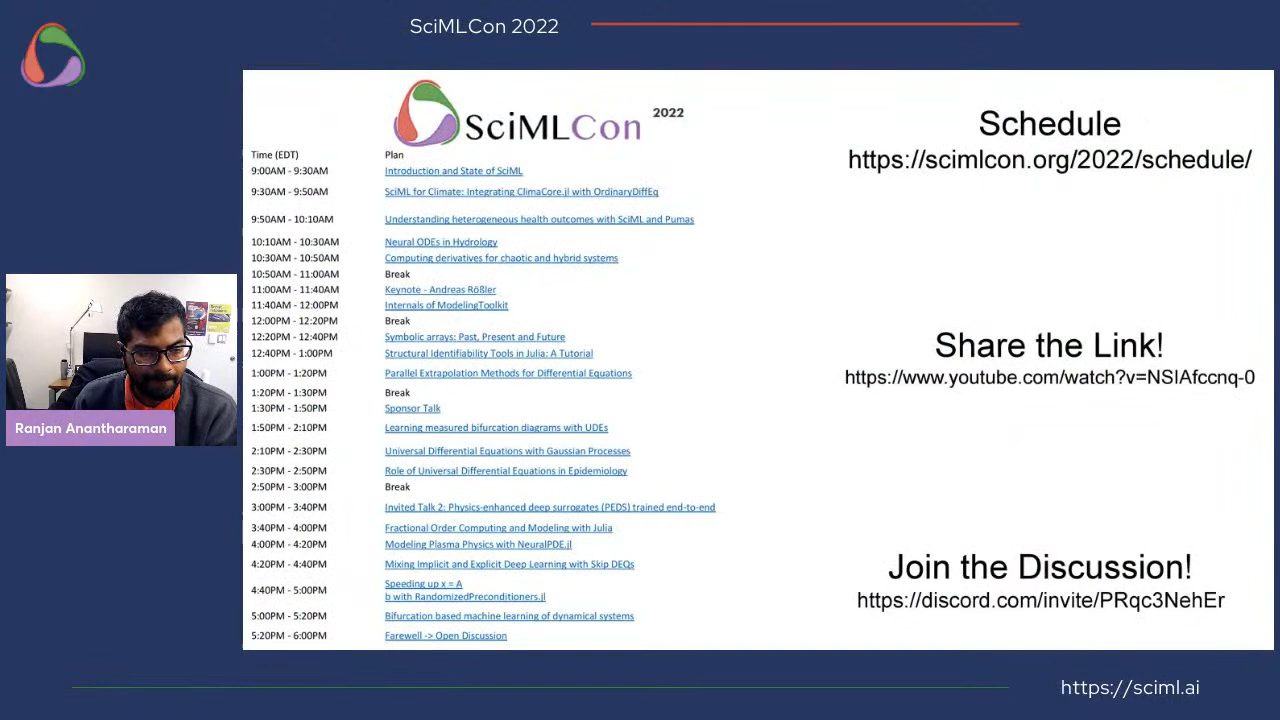 SciMLCon 2022
SciMLCon 2022
Time (EDT) Plan
9:00AM - 9:30AM Introduction and State of SciML
9:30AM - 9:50AM SciML for Climate: Integrating ClimaCore.jl with OrdinaryDiffEq
9:50AM - 10:10AM Understanding heterogeneous health outcomes with SciML and Pumas
10:10AM - 10:30AM Neural ODEs in Hydrology
10:30AM - 10:50AM Computing derivatives for chaotic and hybrid systems
10:50AM - 11:00AM Break
11:00AM - 11:40AM Keynote - Andreas Rößler
11:40AM - 12:00PM Internals of ModelingToolkit
12:00PM - 12:20PM Break
12:20PM - 12:40PM Symbolic arrays: Past, Present and Future
12:40PM - 1:00PM Structural Identifiability Tools in Julia: A Tutorial
1:00PM - 1:20PM Parallel Extrapolation Methods for Differential Equations
1:20PM - 1:30PM Break
1:30PM - 1:50PM Sponsor Talk
1:50PM - 2:10PM Learning measured bifurcation diagrams with UDEs
2:10PM - 2:30PM Universal Differential Equations with Gaussian Processes
2:30PM - 2:50PM Role of Universal Differential Equations in Epidemiology
2:50PM - 3:00PM Break
3:00PM - 3:40PM Invited Talk 2: Physics-enhanced deep surrogates (PEDS) trained end-to-end
3:40PM - 4:00PM Fractional Order Computing and Modeling with Julia
4:00PM - 4:20PM Modeling Plasma Physics with NeuralPDE.jl
4:20PM - 4:40PM Mixing Implicit and Explicit Deep Learning with Skip DEQs
4:40PM - 5:00PM Speeding up x = A
b with RandomizedPreconditioners.jl
5:00PM - 5:20PM Bifurcation based machine learning of dynamical systems
5:20PM - 6:00PM Farewell -> Open Discussion
Schedule
https://scimlcon.org/2022/schedule/
Share the Link!
https://www.youtube.com/watch?v=NSIAfccnq-0
Join the Discussion!
https://discord.com/invite/PRqc3NehEr
Ranjan Anantharaman
https://sciml.ai